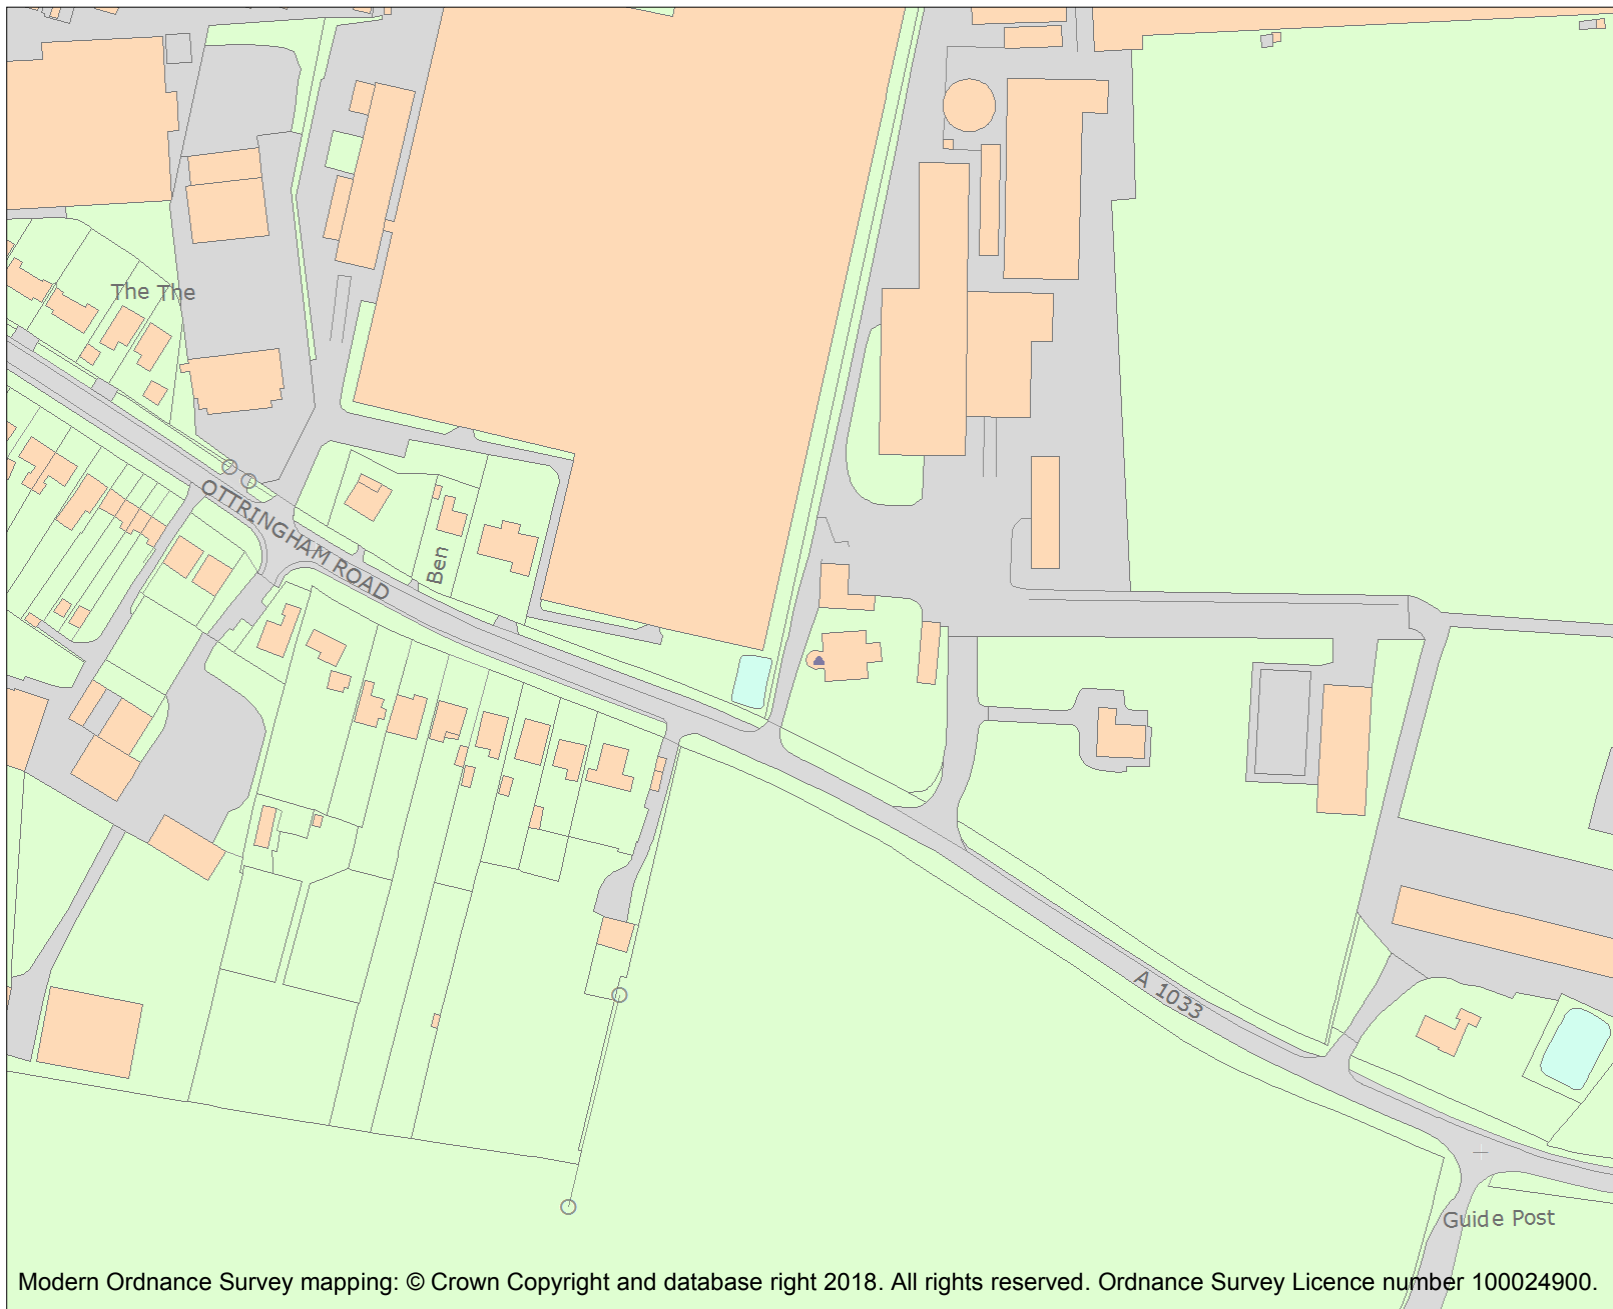 The The
OTTRINGHAM ROAD
Ben
A 1033
Guide Post
Modern Ordnance Survey mapping: © Crown Copyright and database right 2018. All rights reserved. Ordnance Survey Licence number 100024900.